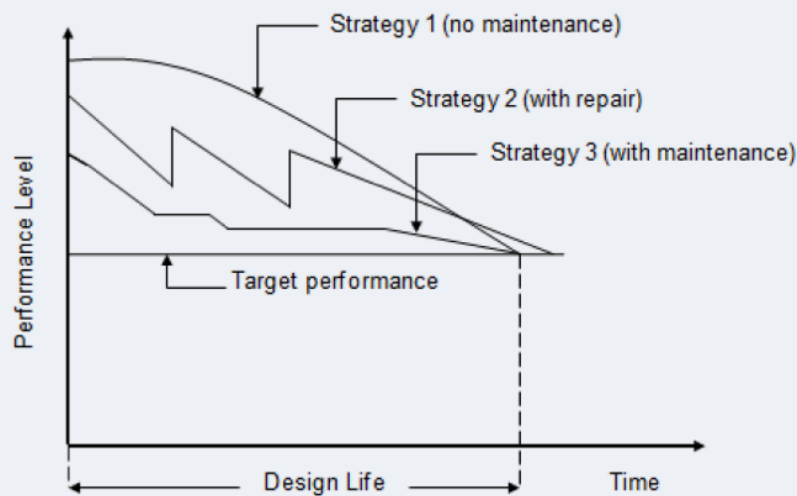 Strategy 1 (no maintenance)
Strategy 2 (with repair)
Strategy 3 (with maintenance)
Performance Level
Target performance
Design Life
Time